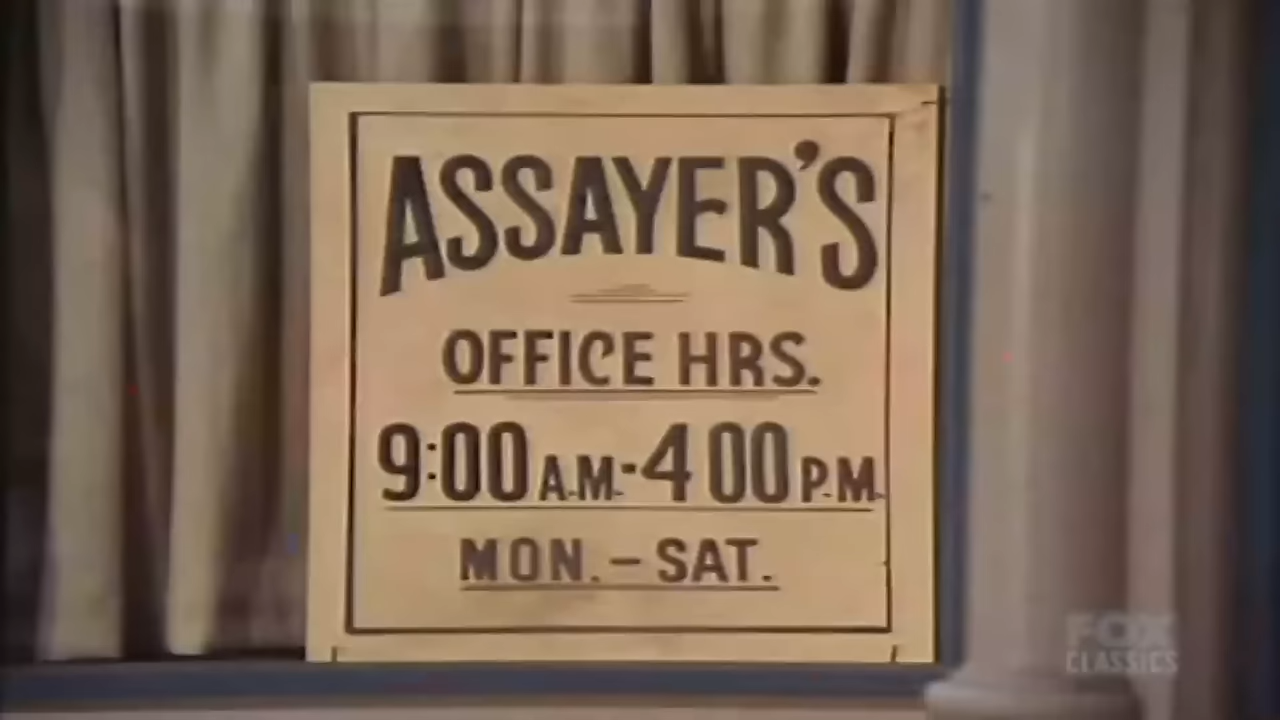 ASSAYER'S
OFFICE HRS.
9:00 A.M. - 4 00 P.M.
MON. - SAT.
FOX
CLASSICS